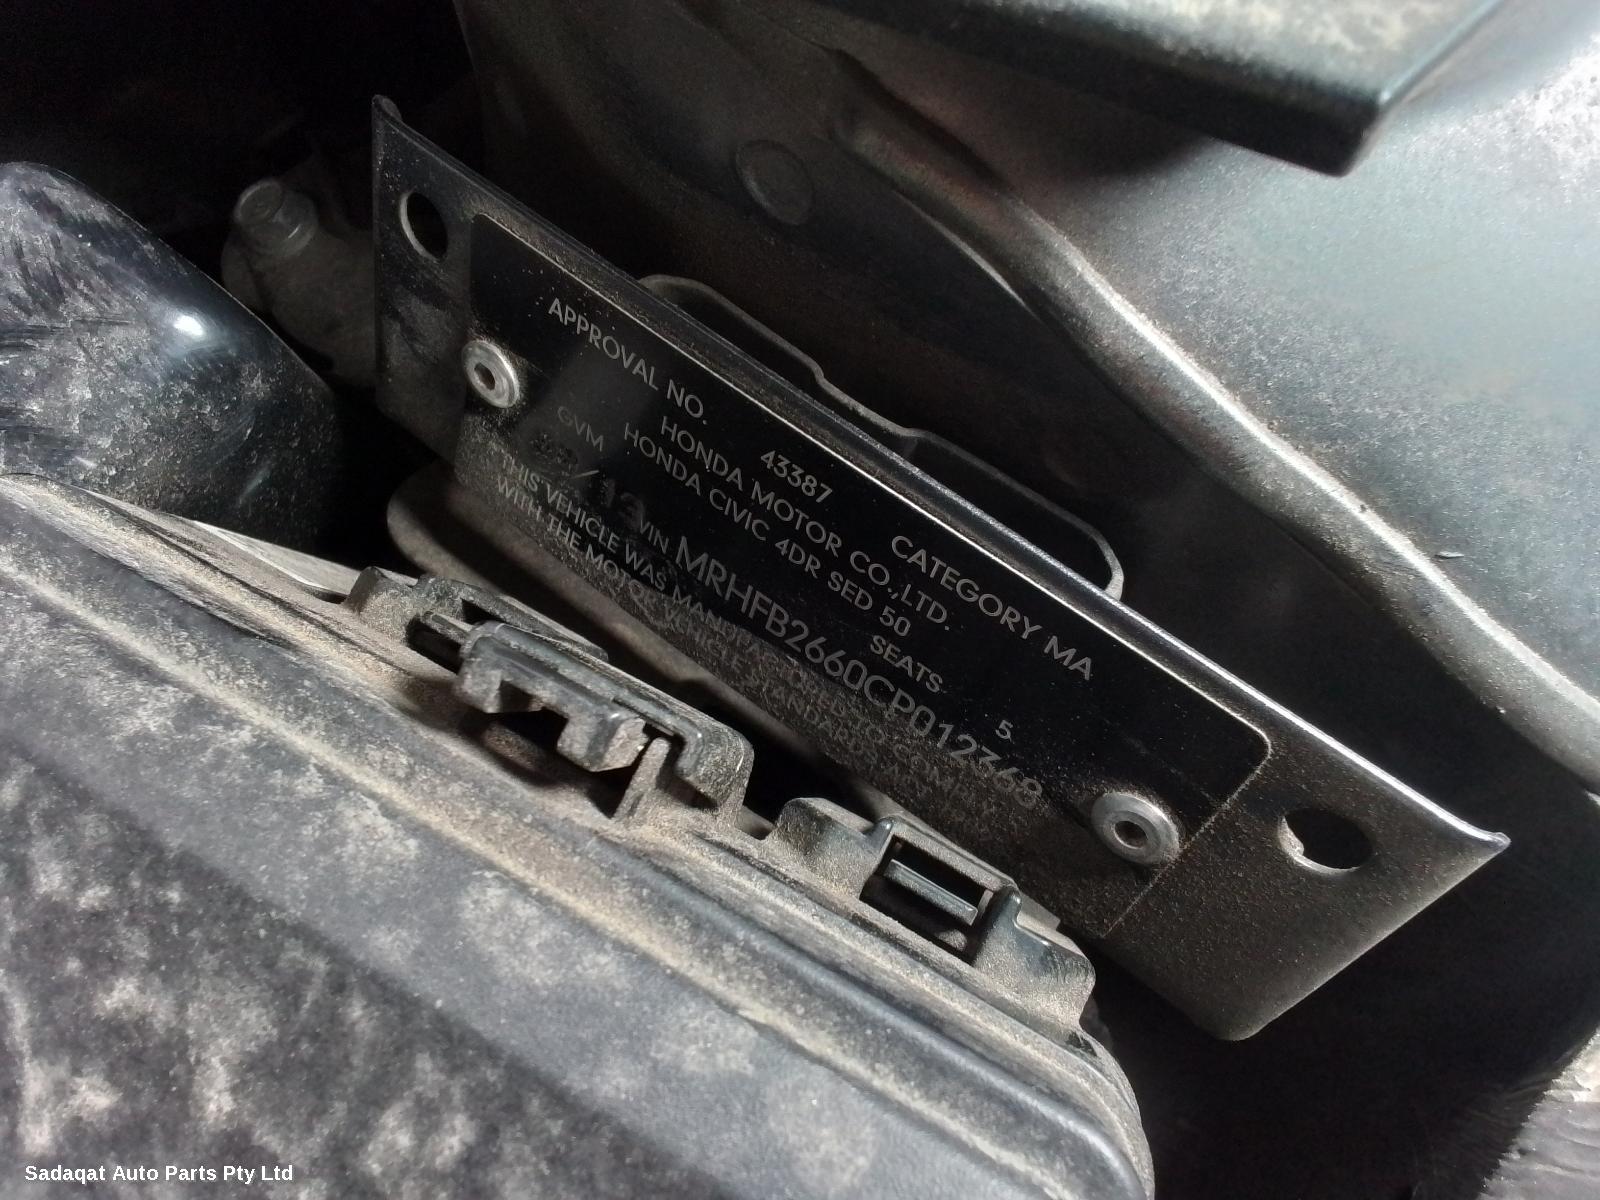 APPROVAL NO. 43387 CATEGORY MA
HONDA MOTOR CO.,LTD.
HONDA CIVIC 4DR SED 50
GVM SEATS 5
VIN MRHFB2660CP012368
THIS VEHICLE WAS MANUFACTURED TO COMPLY
WITH THE MOTOR VEHICLE STANDARDS ACT
Sadaqat Auto Parts Pty Ltd